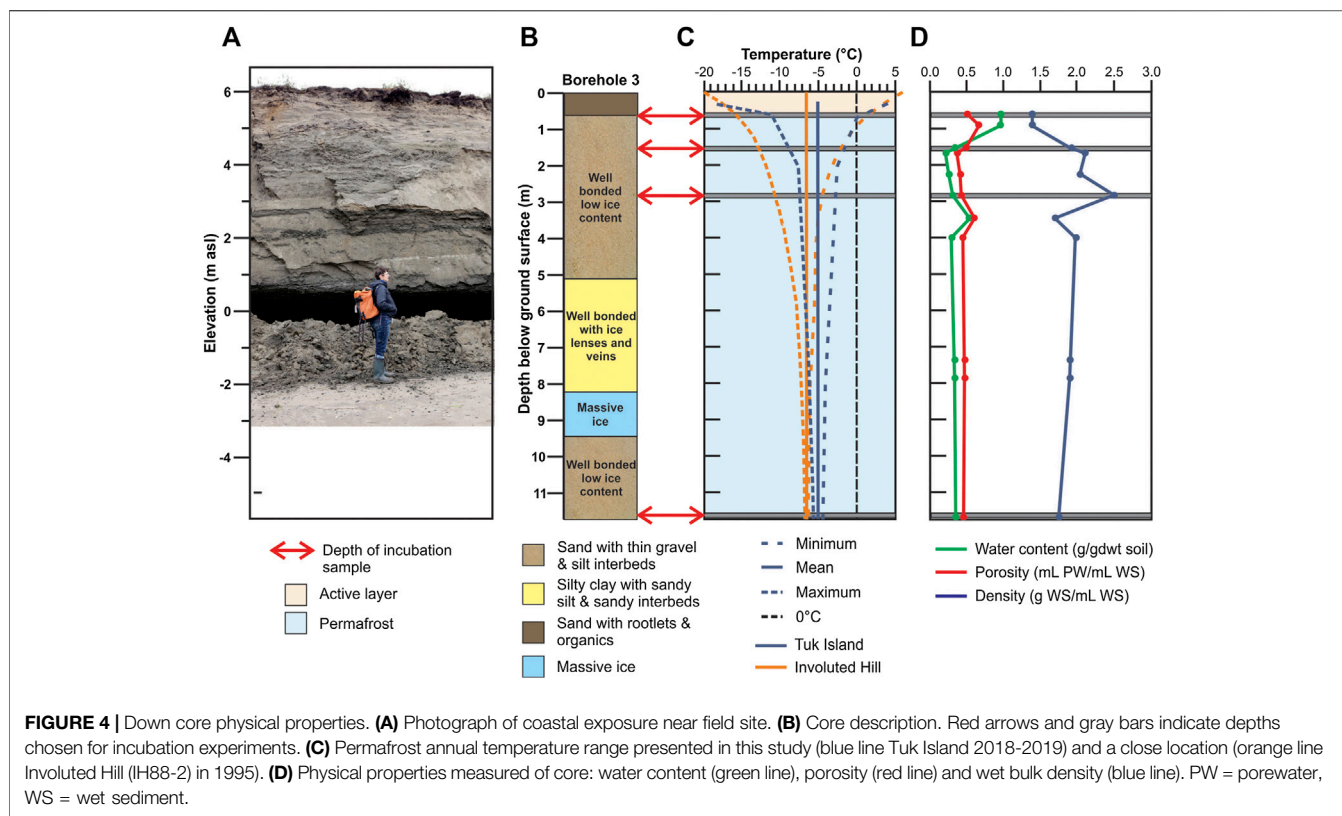 A
B
C
D
Temperature (°C)
Borehole 3
-20 -15 -10 -5 0 5
0.0 0.5 1.0 1.5 2.0 2.5 3.0
Elevation (m asl)
6
4
2
0
-2
-4
Depth below ground surface (m)
0
1
2
3
4
5
6
7
8
9
10
11
Well
bonded
low ice
content
Well bonded
with ice
lenses and
veins
Massive
ice
Well bonded
low ice
content
Depth of incubation
sample
Active layer
Permafrost
Sand with thin gravel
& silt interbeds
Silty clay with sandy
silt & sandy interbeds
Sand with rootlets &
organics
Massive ice
Minimum
Mean
Maximum
0°C
Tuk Island
Involuted Hill
Water content (g/gdwt soil)
Porosity (mL PW/mL WS)
Density (g WS/mL WS)
FIGURE 4 | Down core physical properties. (A) Photograph of coastal exposure near field site. (B) Core description. Red arrows and gray bars indicate depths
chosen for incubation experiments. (C) Permafrost annual temperature range presented in this study (blue line Tuk Island 2018-2019) and a close location (orange line
Involuted Hill (IH88-2) in 1995). (D) Physical properties measured of core: water content (green line), porosity (red line) and wet bulk density (blue line). PW = porewater,
WS = wet sediment.